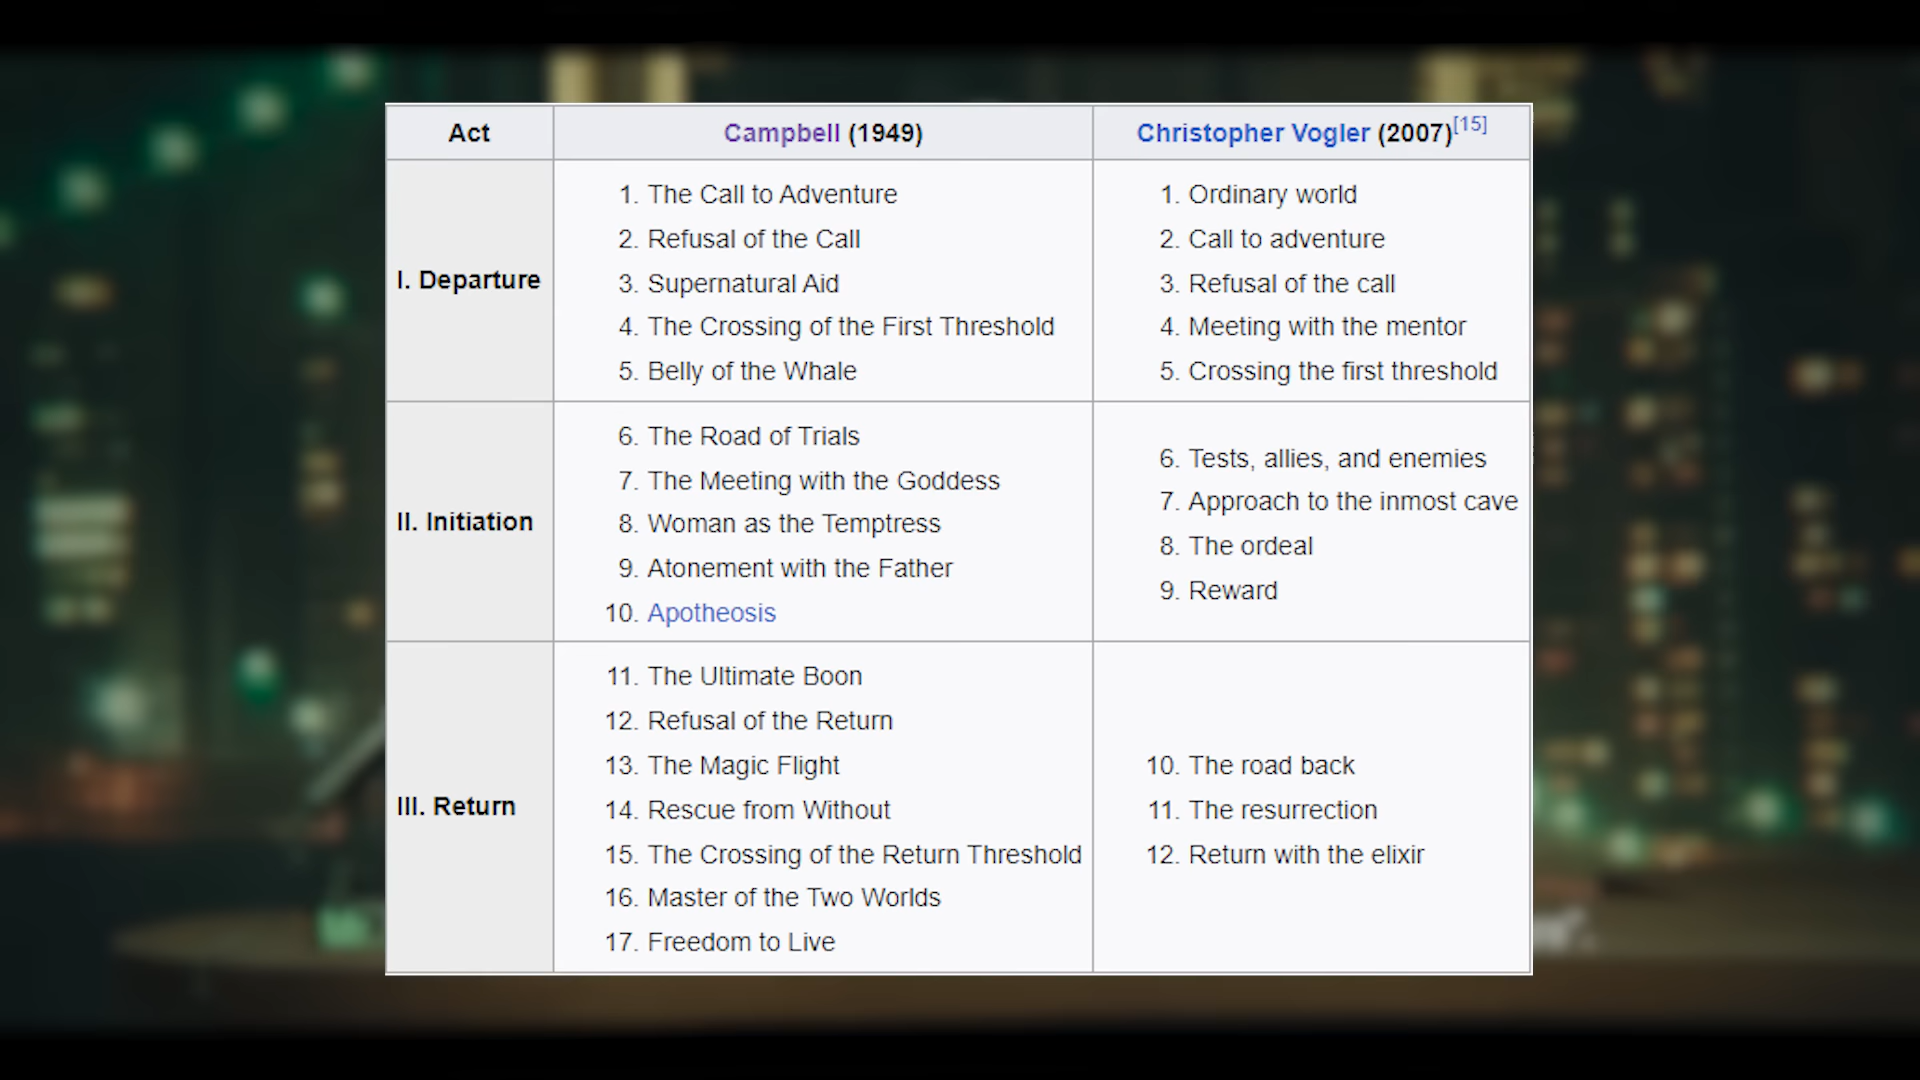 Act
Campbell (1949)
Christopher Vogler (2007)[15]
I. Departure
1. The Call to Adventure
2. Refusal of the Call
3. Supernatural Aid
4. The Crossing of the First Threshold
5. Belly of the Whale
1. Ordinary world
2. Call to adventure
3. Refusal of the call
4. Meeting with the mentor
5. Crossing the first threshold
II. Initiation
6. The Road of Trials
7. The Meeting with the Goddess
8. Woman as the Temptress
9. Atonement with the Father
10. Apotheosis
6. Tests, allies, and enemies
7. Approach to the inmost cave
8. The ordeal
9. Reward
III. Return
11. The Ultimate Boon
12. Refusal of the Return
13. The Magic Flight
14. Rescue from Without
15. The Crossing of the Return Threshold
16. Master of the Two Worlds
17. Freedom to Live
10. The road back
11. The resurrection
12. Return with the elixir